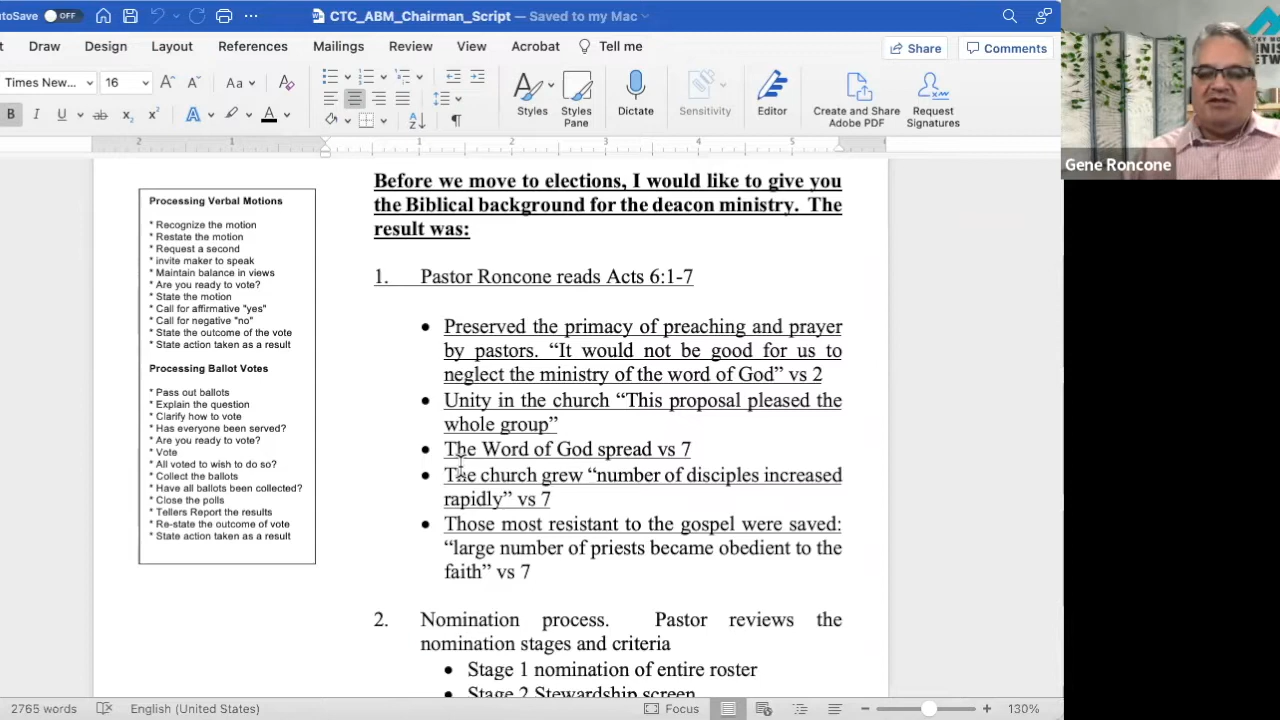 AutoSave OFF
CTC_ABM_Chairman_Script — Saved to my Mac
Draw Design Layout References Mailings Review View Acrobat Tell me
Share Comments
Times New... 16 Aa
Styles Styles Pane Dictate Sensitivity Editor Create and Share Adobe PDF Request Signatures
2 1 1 2 3 4 5
Processing Verbal Motions
* Recognize the motion
* Restate the motion
* Request a second
* invite maker to speak
* Maintain balance in views
* Are you ready to vote?
* State the motion
* Call for affirmative "yes"
* Call for negative "no"
* State the outcome of the vote
* State action taken as a result
Processing Ballot Votes
* Pass out ballots
* Explain the question
* Clarify how to vote
* Has everyone been served?
* Are you ready to vote?
* Vote
* All voted to wish to do so?
* Collect the ballots
* Have all ballots been collected?
* Close the polls
* Tellers Report the results
* Re-state the outcome of vote
* State action taken as a result
Before we move to elections, I would like to give you
the Biblical background for the deacon ministry. The
result was:
1. Pastor Roncone reads Acts 6:1-7
• Preserved the primacy of preaching and prayer
by pastors. “It would not be good for us to
neglect the ministry of the word of God” vs 2
• Unity in the church “This proposal pleased the
whole group”
• The Word of God spread vs 7
• The church grew “number of disciples increased
rapidly” vs 7
• Those most resistant to the gospel were saved:
“large number of priests became obedient to the
faith” vs 7
2. Nomination process. Pastor reviews the
nomination stages and criteria
• Stage 1 nomination of entire roster
• Stage 2 Stewardship screen
2765 words English (United States) Focus 130%
Gene Roncone